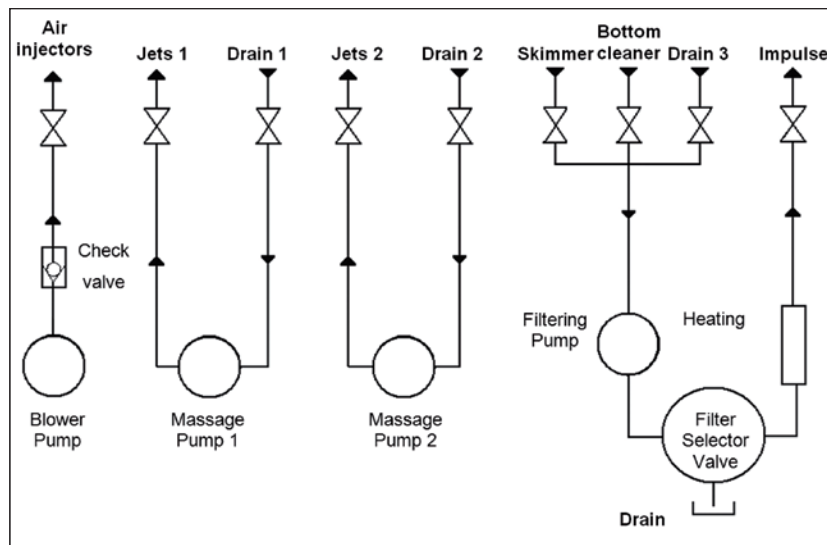 Air
injectors
Jets 1
Drain 1
Jets 2
Drain 2
Skimmer
Bottom
cleaner
Drain 3
Impulse
Check
valve
Filtering
Pump
Heating
Blower
Pump
Massage
Pump 1
Massage
Pump 2
Filter
Selector
Valve
Drain